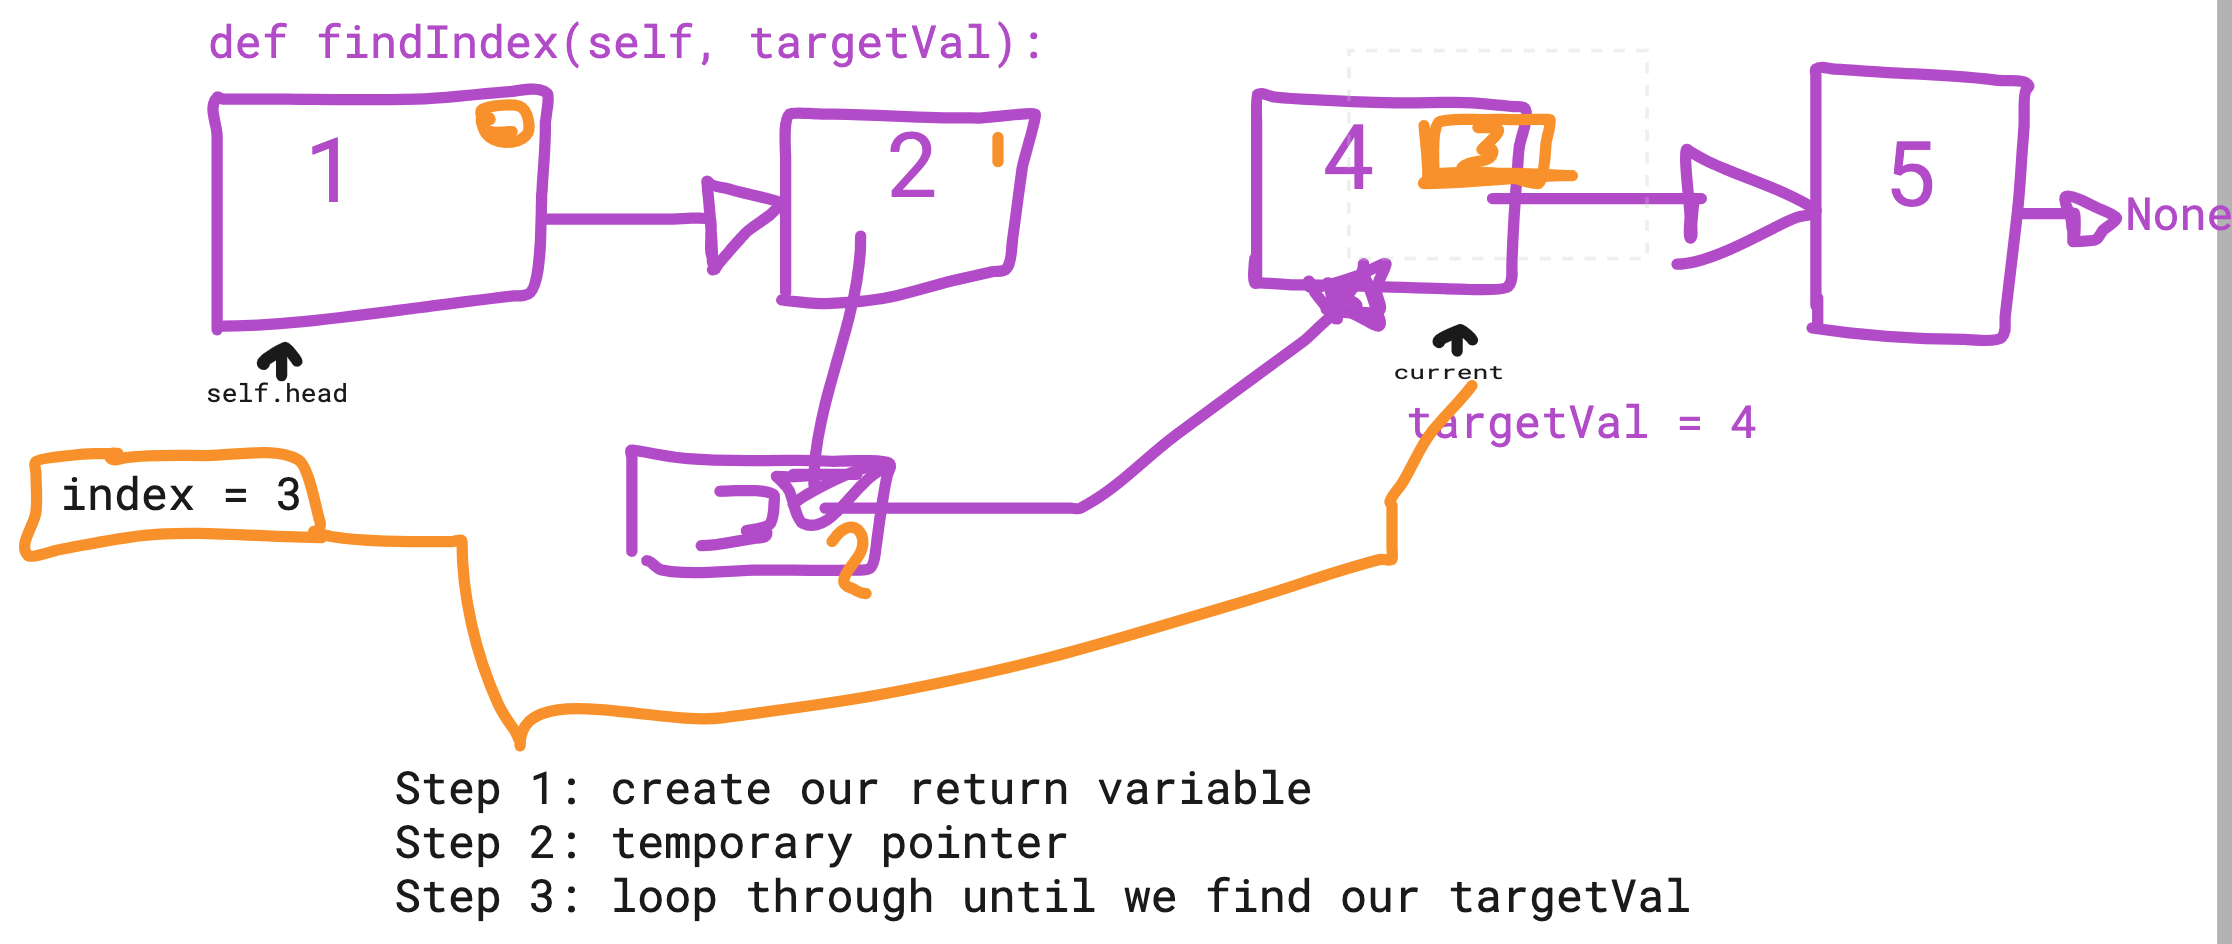 def findIndex(self, targetVal):
1 0
2 1
4 3
5
None
self.head
current
targetVal = 4
index = 3
3 2
Step 1: create our return variable
Step 2: temporary pointer
Step 3: loop through until we find our targetVal